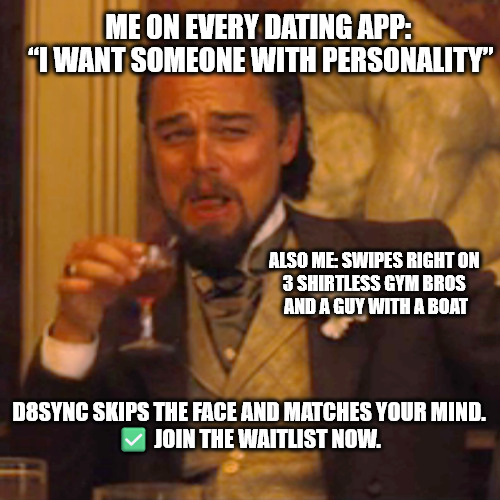 ME ON EVERY DATING APP:
“I WANT SOMEONE WITH PERSONALITY”
ALSO ME: SWIPES RIGHT ON
3 SHIRTLESS GYM BROS
AND A GUY WITH A BOAT
D8SYNC SKIPS THE FACE AND MATCHES YOUR MIND.
✅ JOIN THE WAITLIST NOW.